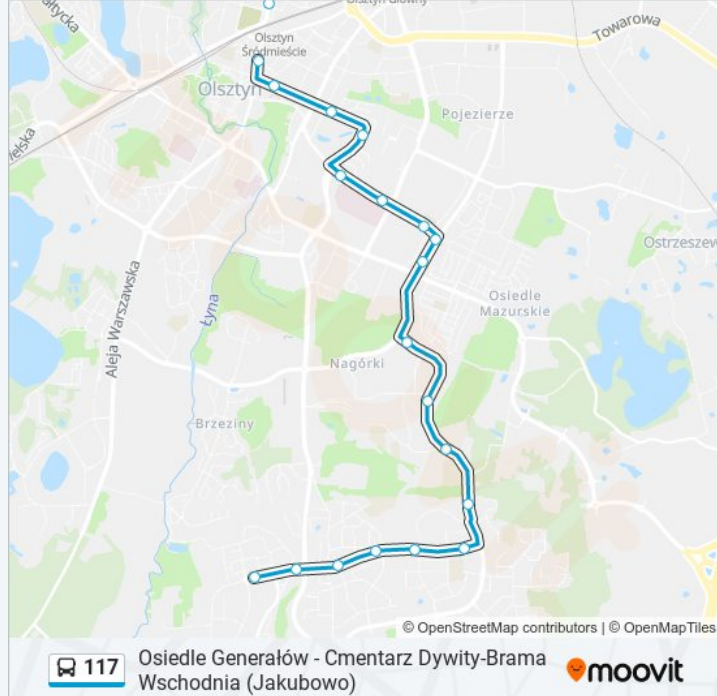 Olsztyn Główny
Towarowa
Olsztyn
Śródmieście
Olsztyn
Pojezierze
Ostrzeszew
Aleja Warszawska
Łyna
Osiedle
Mazurskie
Nagórki
Brzeziny
© OpenStreetMap contributors | © OpenMapTiles
117
Osiedle Generałów - Cmentarz Dywity-Brama
Wschodnia (Jakubowo)
moovit